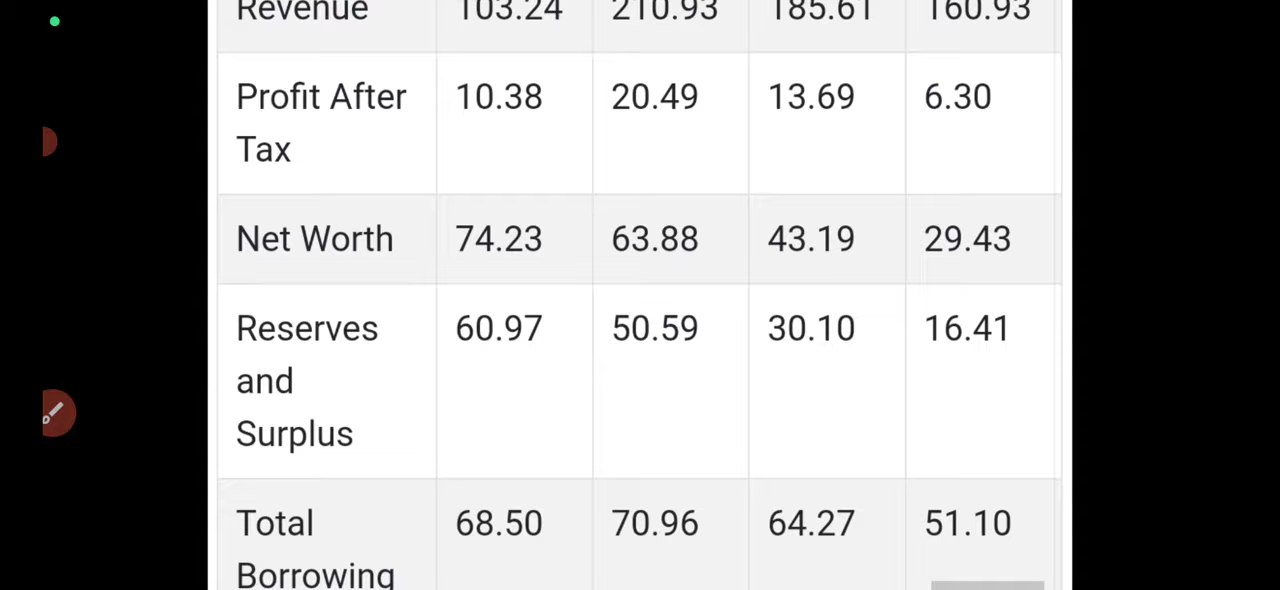 Revenue 103.24 210.93 185.61 160.93
Profit After 10.38 20.49 13.69 6.30
Tax
Net Worth 74.23 63.88 43.19 29.43
Reserves 60.97 50.59 30.10 16.41
and
Surplus
Total 68.50 70.96 64.27 51.10
Borrowing